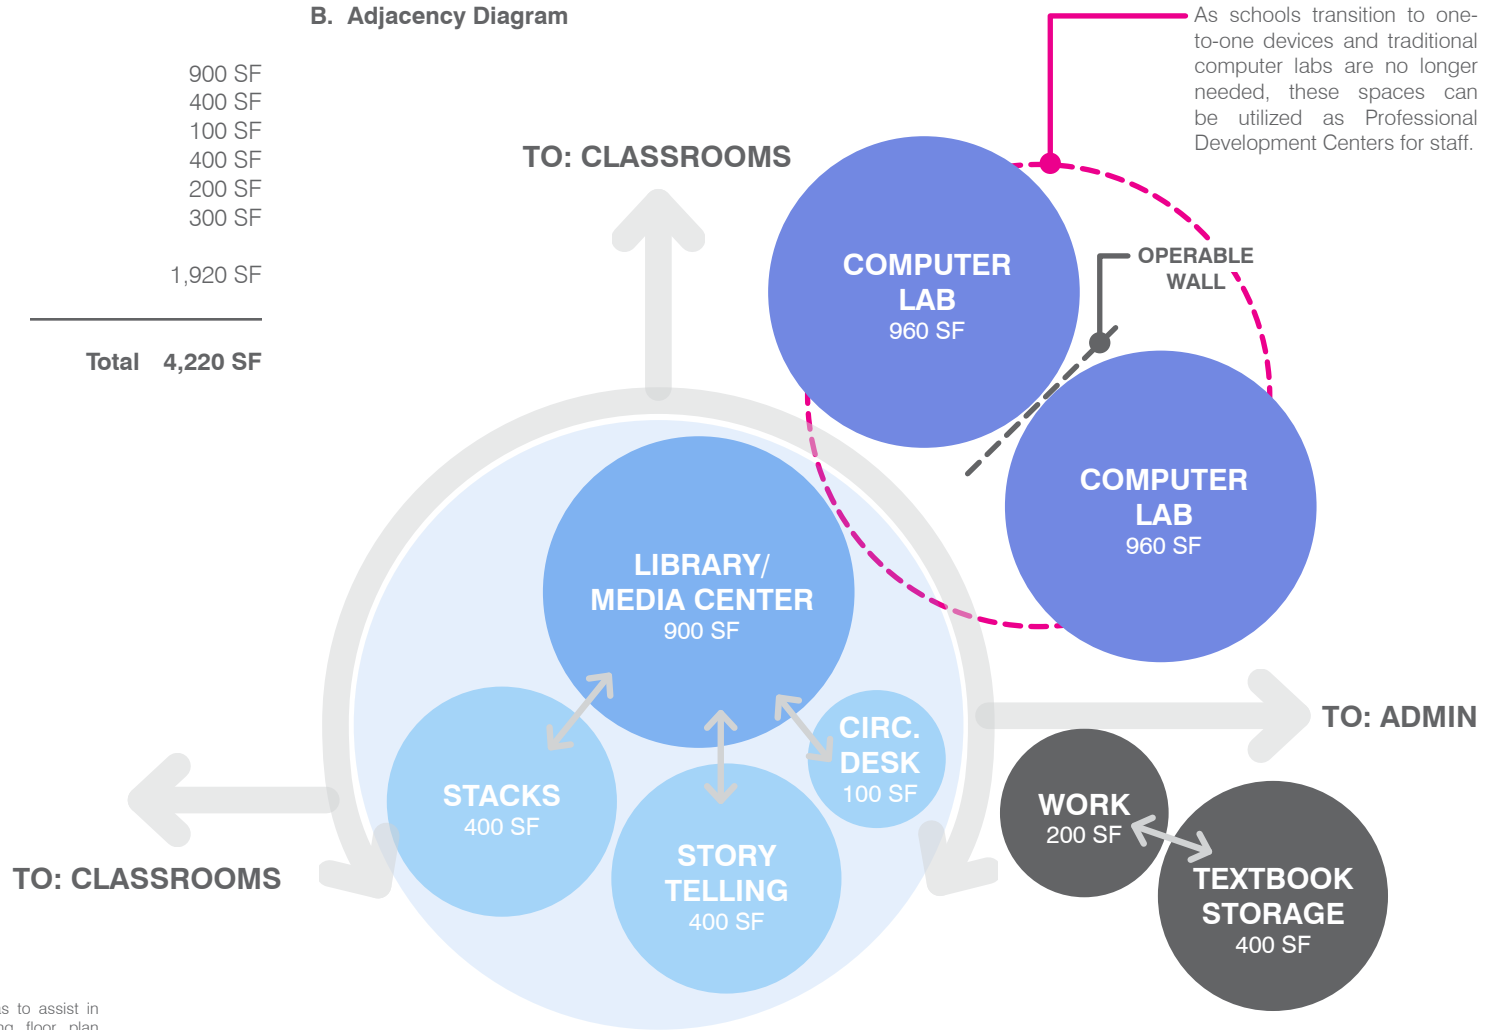 B. Adjacency Diagram
900 SF
400 SF
100 SF
400 SF
200 SF
300 SF
1,920 SF
Total 4,220 SF
As schools transition to one-
to-one devices and traditional
computer labs are no longer
needed, these spaces can
be utilized as Professional
Development Centers for staff.
TO: CLASSROOMS
COMPUTER
LAB
960 SF
OPERABLE
WALL
COMPUTER
LAB
960 SF
LIBRARY/
MEDIA CENTER
900 SF
TO: ADMIN
CIRC.
DESK
100 SF
STACKS
400 SF
STORY
TELLING
400 SF
WORK
200 SF
TEXTBOOK
STORAGE
400 SF
TO: CLASSROOMS
to assist in
floor plan